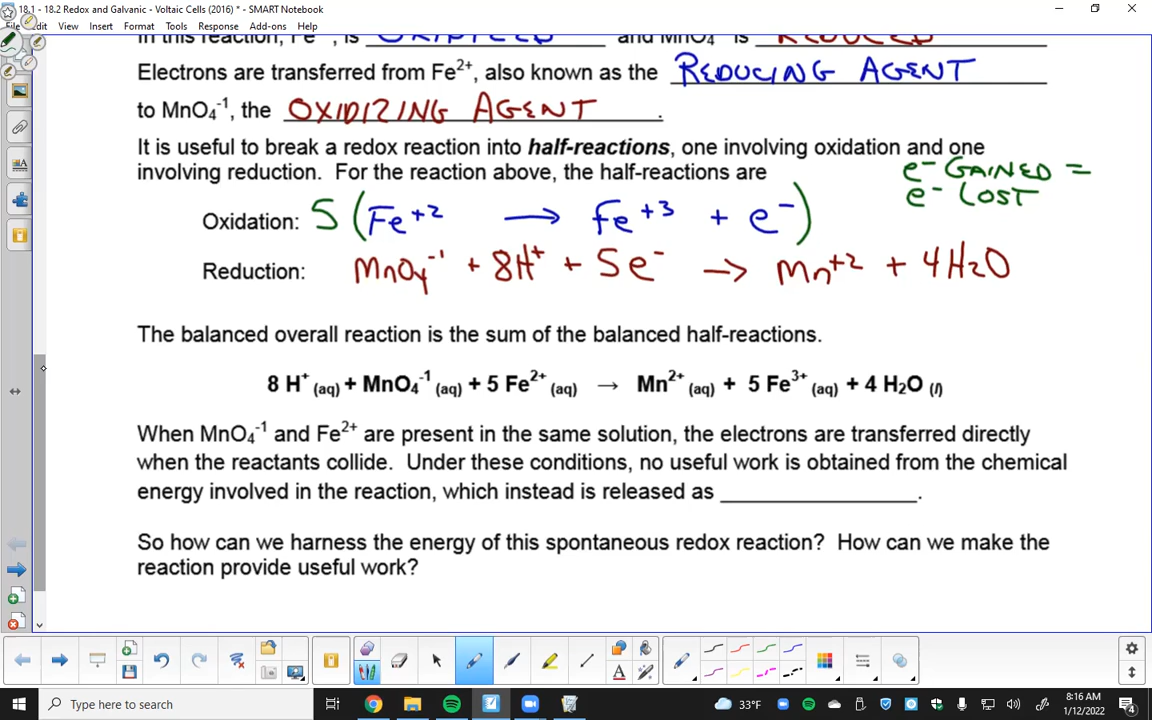 18.1 - 18.2 Redox and Galvanic - Voltaic Cells (2016) * - SMART Notebook
File Edit View Insert Format Tools Response Add-ons Help
In this reaction, Fe²⁺, is OXIDIZED and MnO₄⁻¹ is REDUCED
Electrons are transferred from Fe²⁺, also known as the REDUCING AGENT
to MnO₄⁻¹, the OXIDIZING AGENT .
It is useful to break a redox reaction into half-reactions, one involving oxidation and one
involving reduction. For the reaction above, the half-reactions are
e⁻ GAINED =
e⁻ LOST
Oxidation: 5 (Fe⁺² → Fe⁺³ + e⁻)
Reduction: MnO₄⁻¹ + 8H⁺ + 5e⁻ → Mn⁺² + 4H₂O
The balanced overall reaction is the sum of the balanced half-reactions.
8 H⁺ (aq) + MnO₄⁻¹ (aq) + 5 Fe²⁺ (aq) → Mn²⁺ (aq) + 5 Fe³⁺ (aq) + 4 H₂O (l)
When MnO₄⁻¹ and Fe²⁺ are present in the same solution, the electrons are transferred directly
when the reactants collide. Under these conditions, no useful work is obtained from the chemical
energy involved in the reaction, which instead is released as ________________.
So how can we harness the energy of this spontaneous redox reaction? How can we make the
reaction provide useful work?
Type here to search
33°F
8:16 AM
1/12/2022
4